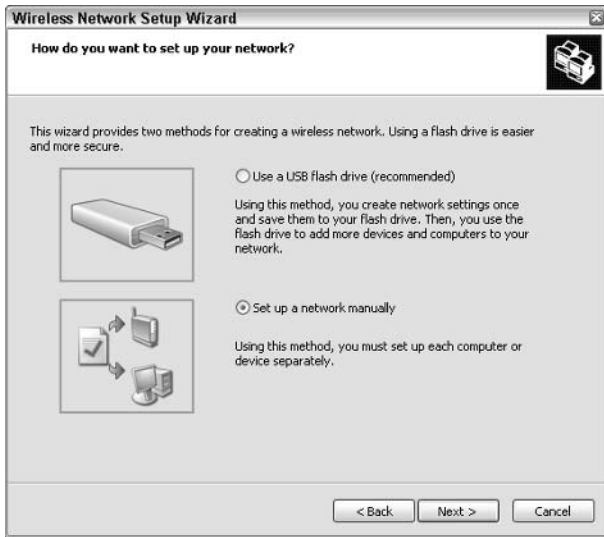 Wireless Network Setup Wizard
How do you want to set up your network?
This wizard provides two methods for creating a wireless network. Using a flash drive is easier
and more secure.
Use a USB flash drive (recommended)
Using this method, you create network settings once
and save them to your flash drive. Then, you use the
flash drive to add more devices and computers to your
network.
Set up a network manually
Using this method, you must set up each computer or
device separately.
< Back Next > Cancel